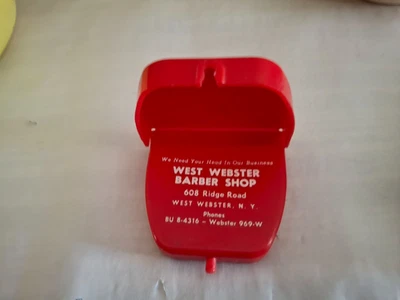 We Need Your Head In Our Business
WEST WEBSTER
BARBER SHOP
608 Ridge Road
WEST WEBSTER, N. Y.
Phones
BU 8-4316 – Webster 969-W